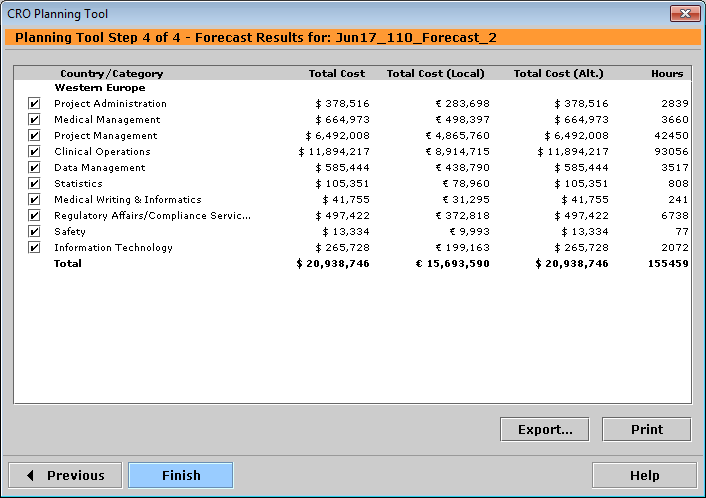 CRO Planning Tool
Planning Tool Step 4 of 4 - Forecast Results for: Jun17_110_Forecast_2
Country/Category Total Cost Total Cost (Local) Total Cost (Alt.) Hours
Western Europe
Project Administration $ 378,516 € 283,698 $ 378,516 2839
Medical Management $ 664,973 € 498,397 $ 664,973 3660
Project Management $ 6,492,008 € 4,865,760 $ 6,492,008 42450
Clinical Operations $ 11,894,217 € 8,914,715 $ 11,894,217 93056
Data Management $ 585,444 € 438,790 $ 585,444 3517
Statistics $ 105,351 € 78,960 $ 105,351 808
Medical Writing & Informatics $ 41,755 € 31,295 $ 41,755 241
Regulatory Affairs/Compliance Servic... $ 497,422 € 372,818 $ 497,422 6738
Safety $ 13,334 € 9,993 $ 13,334 77
Information Technology $ 265,728 € 199,163 $ 265,728 2072
Total $ 20,938,746 € 15,693,590 $ 20,938,746 155459
Export... Print
Previous Finish Help